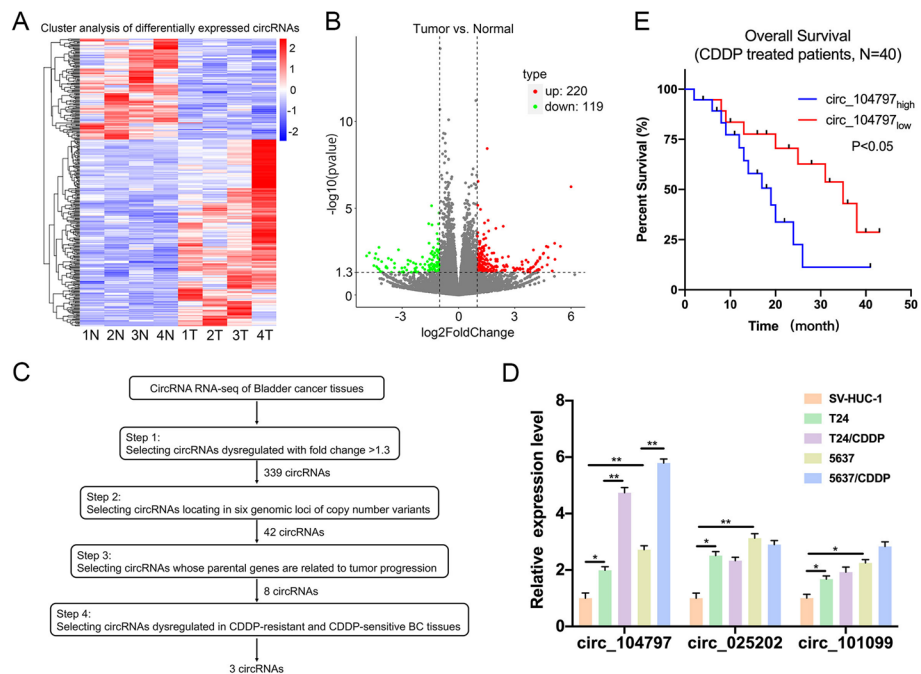 A
Cluster analysis of differentially expressed circRNAs
2
1
0
-1
-2
1N 2N 3N 4N 1T 2T 3T 4T
B
Tumor vs. Normal
type
up: 220
down: 119
-log10(pvalue)
10
5
1.3
0
-3 0 3 6
log2FoldChange
E
Overall Survival
(CDDP treated patients, N=40)
circ_104797high
circ_104797low
P<0.05
Percent Survival (%)
100
75
50
25
0
0 10 20 30 40 50
Time (month)
C
CircRNA RNA-seq of Bladder cancer tissues
Step 1:
Selecting circRNAs dysregulated with fold change >1.3
339 circRNAs
Step 2:
Selecting circRNAs locating in six genomic loci of copy number variants
42 circRNAs
Step 3:
Selecting circRNAs whose parental genes are related to tumor progression
8 circRNAs
Step 4:
Selecting circRNAs dysregulated in CDDP-resistant and CDDP-sensitive BC tissues
3 circRNAs
D
Relative expression level
8
6
4
2
0
SV-HUC-1
T24
T24/CDDP
5637
5637/CDDP
** ** ** *
** *
* *
circ_104797 circ_025202 circ_101099